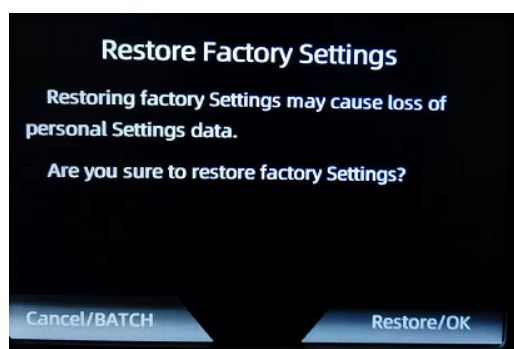 Restore Factory Settings
Restoring factory Settings may cause loss of
personal Settings data.
Are you sure to restore factory Settings?
Cancel/BATCH
Restore/OK